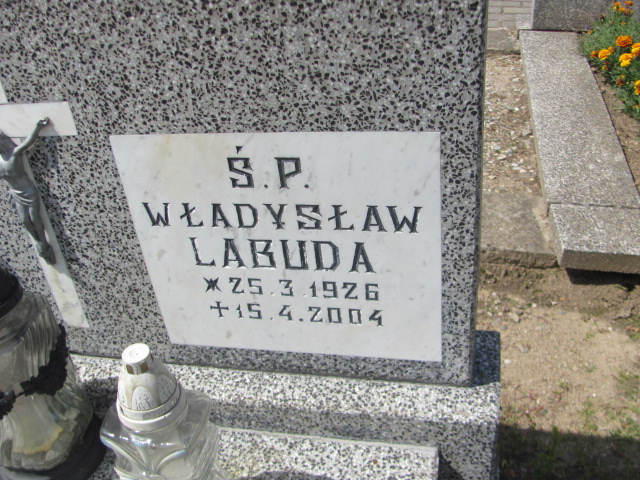 Ś.P.
WŁADYSŁAW
LABUDA
*25.3.1926
+15.4.2004